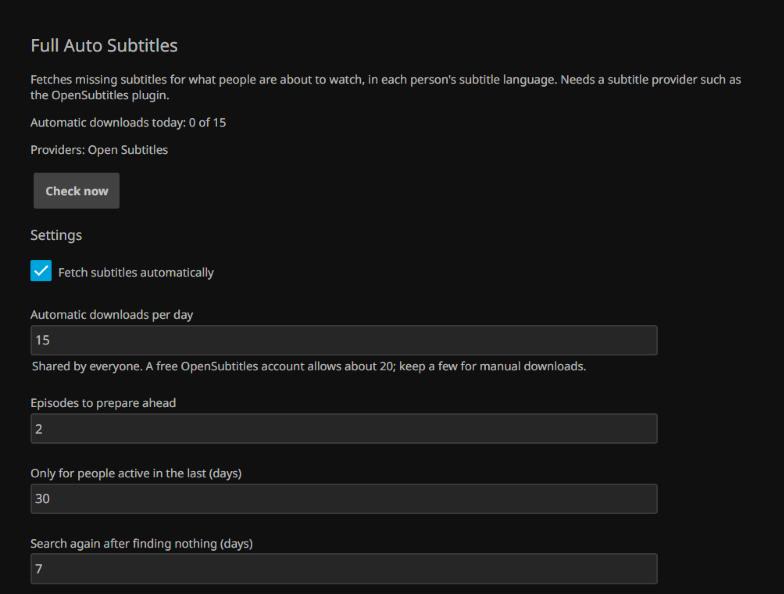 Full Auto Subtitles
Fetches missing subtitles for what people are about to watch, in each person's subtitle language. Needs a subtitle provider such as
the OpenSubtitles plugin.
Automatic downloads today: 0 of 15
Providers: Open Subtitles
Check now
Settings
Fetch subtitles automatically
Automatic downloads per day
15
Shared by everyone. A free OpenSubtitles account allows about 20; keep a few for manual downloads.
Episodes to prepare ahead
2
Only for people active in the last (days)
30
Search again after finding nothing (days)
7